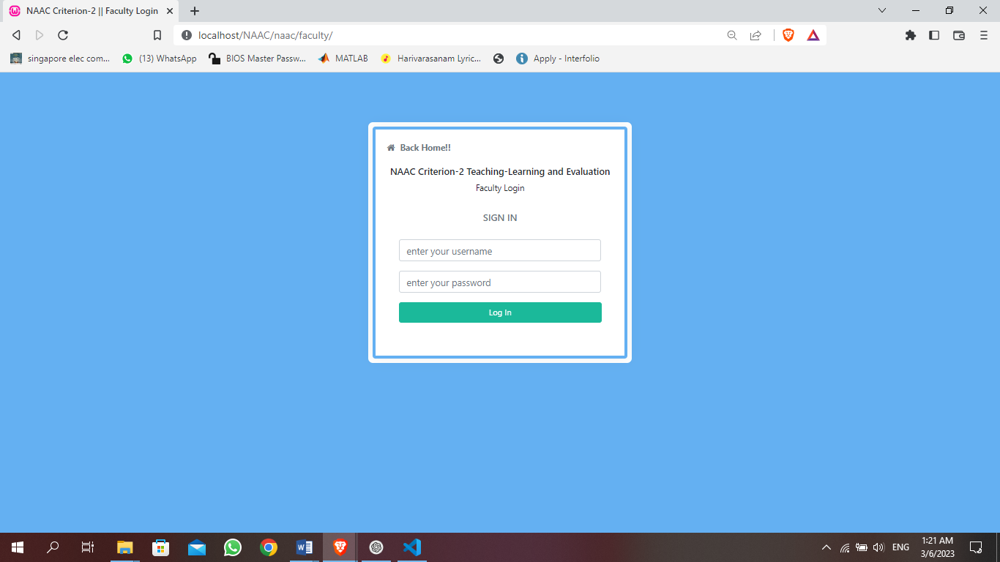 NAAC Criterion-2 || Faculty Login
localhost/NAAC/naac/faculty/
singapore elec com... (13) WhatsApp BIOS Master Passw... MATLAB Harivarasanam Lyric... Apply - Interfolio
Back Home!!
NAAC Criterion-2 Teaching-Learning and Evaluation
Faculty Login
SIGN IN
enter your username
enter your password
Log In
ENG
1:21 AM
3/6/2023